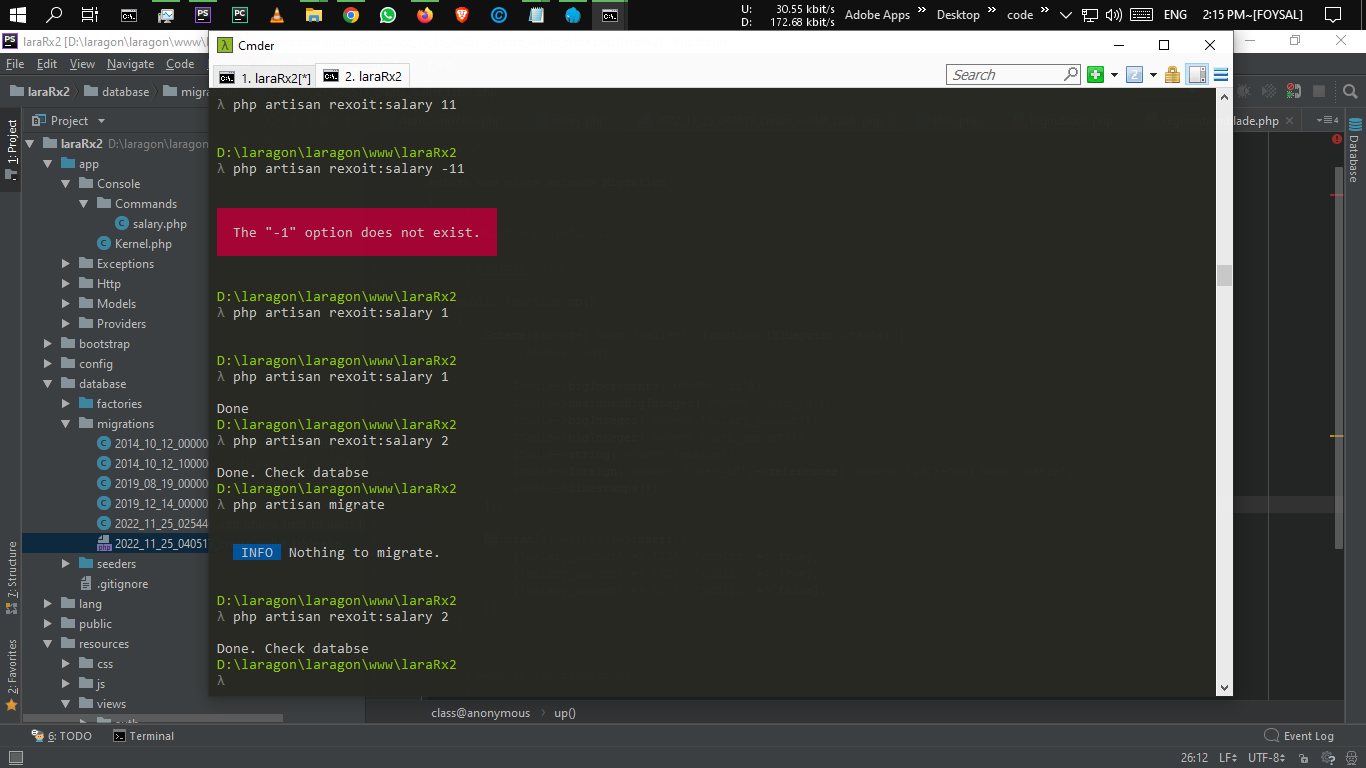 U: 30.55 kbit/s
D: 172.68 kbit/s
Adobe Apps »
Desktop »
code »
ENG
2:15 PM~[FOYSAL]
laraRx2 [D:\laragon\laragon\www\l
File Edit View Navigate Code
laraRx2 database migra
Project
laraRx2 D:\laragon\laragon
app
Console
Commands
salary.php
Kernel.php
Exceptions
Http
Models
Providers
bootstrap
config
database
factories
migrations
2014_10_12_00000
2014_10_12_10000
2019_08_19_00000
2019_12_14_00000
2022_11_25_02544
2022_11_25_04051
seeders
.gitignore
lang
public
resources
css
js
views
1: Project
7: Structure
2: Favorites
Cmder
1. laraRx2[*]
2. laraRx2
Search
λ php artisan rexoit:salary 11
D:\laragon\laragon\www\laraRx2
λ php artisan rexoit:salary -11
The "-1" option does not exist.
D:\laragon\laragon\www\laraRx2
λ php artisan rexoit:salary 1
D:\laragon\laragon\www\laraRx2
λ php artisan rexoit:salary 1
Done
D:\laragon\laragon\www\laraRx2
λ php artisan rexoit:salary 2
Done. Check databse
D:\laragon\laragon\www\laraRx2
λ php artisan migrate
INFO Nothing to migrate.
D:\laragon\laragon\www\laraRx2
λ php artisan rexoit:salary 2
Done. Check databse
D:\laragon\laragon\www\laraRx2
λ
lade.php
4
Database
class@anonymous › up()
6: TODO
Terminal
Event Log
26:12 LF UTF-8